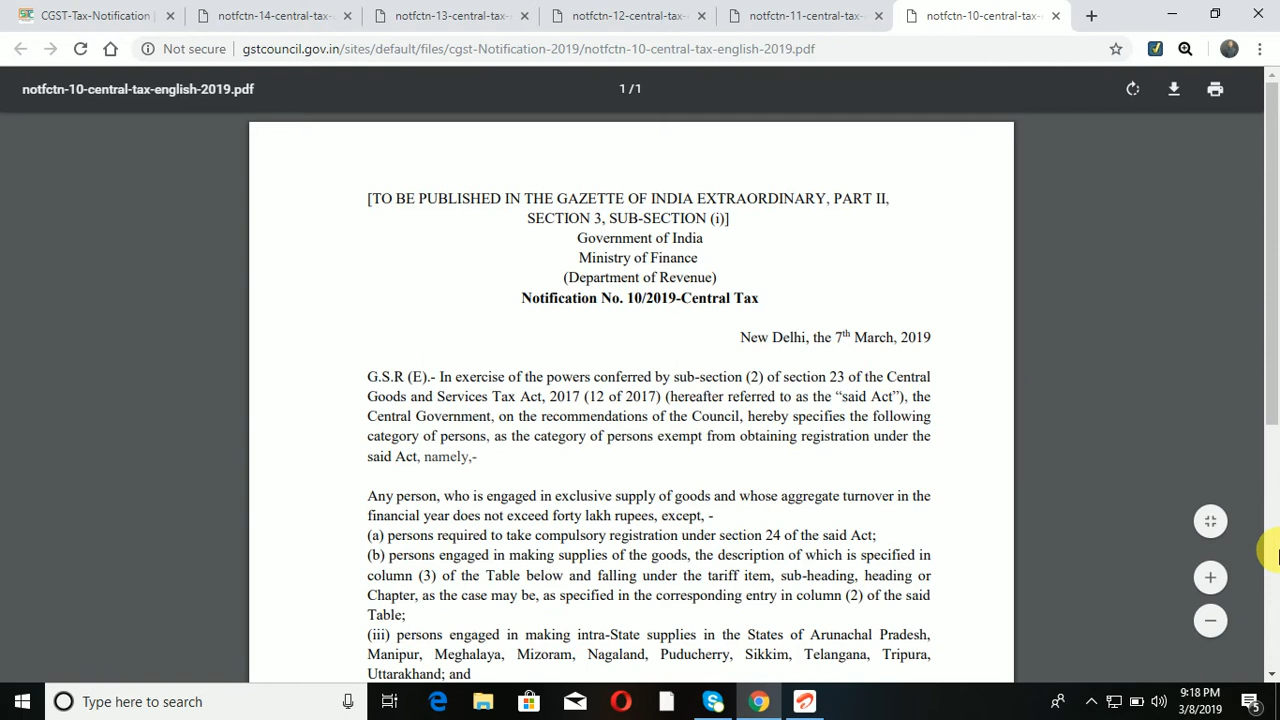 CGST-Tax-Notification |
notfctn-14-central-tax-
notfctn-13-central-tax-
notfctn-12-central-tax-
notfctn-11-central-tax-
notfctn-10-central-tax-
Not secure | gstcouncil.gov.in/sites/default/files/cgst-Notification-2019/notfctn-10-central-tax-english-2019.pdf
notfctn-10-central-tax-english-2019.pdf
1 / 1
[TO BE PUBLISHED IN THE GAZETTE OF INDIA EXTRAORDINARY, PART II,
SECTION 3, SUB-SECTION (i)]
Government of India
Ministry of Finance
(Department of Revenue)
Notification No. 10/2019-Central Tax
New Delhi, the 7th March, 2019
G.S.R (E).- In exercise of the powers conferred by sub-section (2) of section 23 of the Central
Goods and Services Tax Act, 2017 (12 of 2017) (hereafter referred to as the “said Act”), the
Central Government, on the recommendations of the Council, hereby specifies the following
category of persons, as the category of persons exempt from obtaining registration under the
said Act, namely,-
Any person, who is engaged in exclusive supply of goods and whose aggregate turnover in the
financial year does not exceed forty lakh rupees, except, -
(a) persons required to take compulsory registration under section 24 of the said Act;
(b) persons engaged in making supplies of the goods, the description of which is specified in
column (3) of the Table below and falling under the tariff item, sub-heading, heading or
Chapter, as the case may be, as specified in the corresponding entry in column (2) of the said
Table;
(iii) persons engaged in making intra-State supplies in the States of Arunachal Pradesh,
Manipur, Meghalaya, Mizoram, Nagaland, Puducherry, Sikkim, Telangana, Tripura,
Uttarakhand; and
Type here to search
9:18 PM
3/8/2019
5